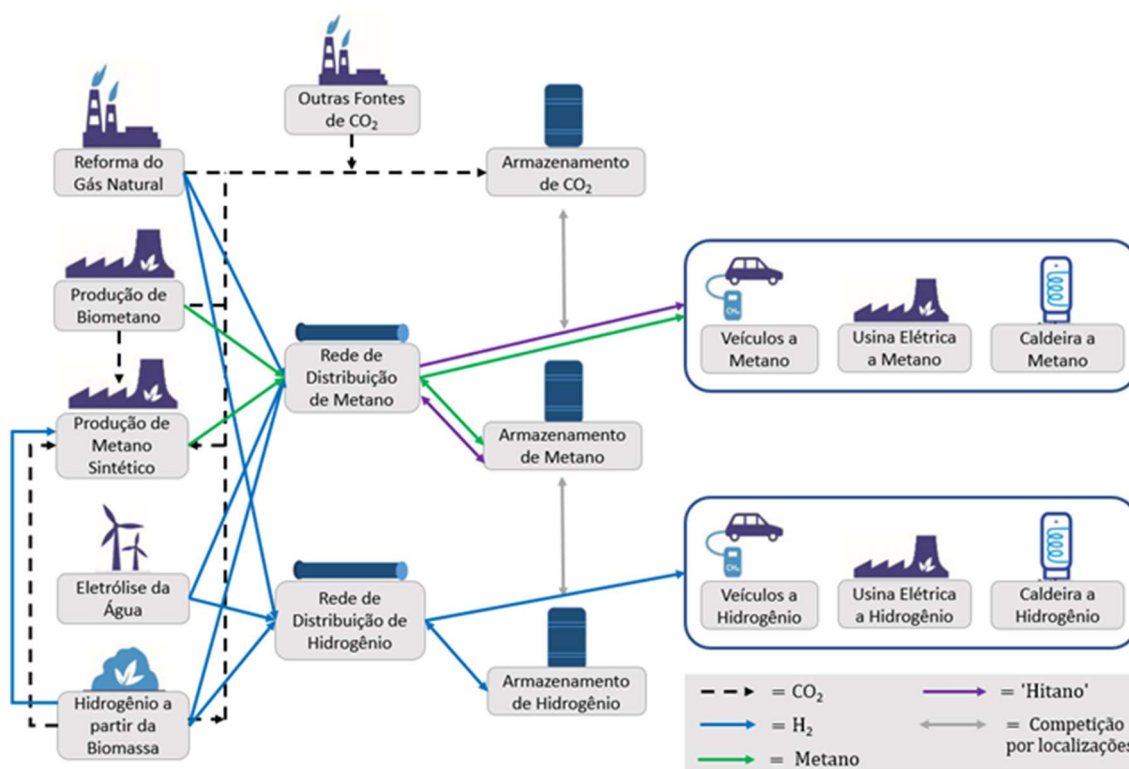 Outras Fontes
de CO₂
Reforma do
Gás Natural
Armazenamento
de CO₂
Produção de
Biometano
Rede de
Distribuição
de Metano
CH₄
Veículos a
Metano
Usina Elétrica
a Metano
Caldeira a
Metano
Produção de
Metano
Sintético
Armazenamento
de Metano
Eletrólise da
Água
Rede de
Distribuição de
Hidrogênio
CH₄
Veículos a
Hidrogênio
Usina Elétrica
a Hidrogênio
Caldeira a
Hidrogênio
Hidrogênio a
partir da
Biomassa
Armazenamento
de Hidrogênio
= CO₂
= H₂
= Metano
= 'Hitano'
= Competição
por localizações